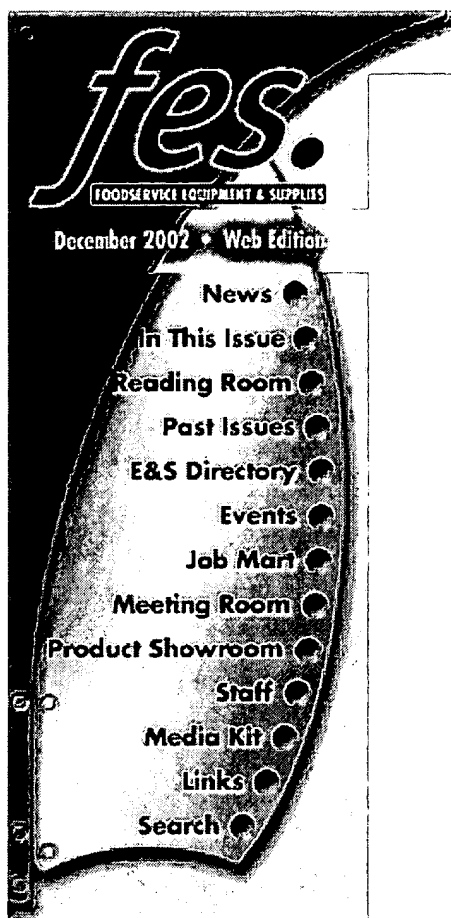 fes
FOODSERVICE EQUIPMENT & SUPPLIES
December 2002 • Web Edition
News
In This Issue
Reading Room
Past Issues
E&S Directory
Events
Job Mart
Meeting Room
Product Showroom
Staff
Media Kit
Links
Search